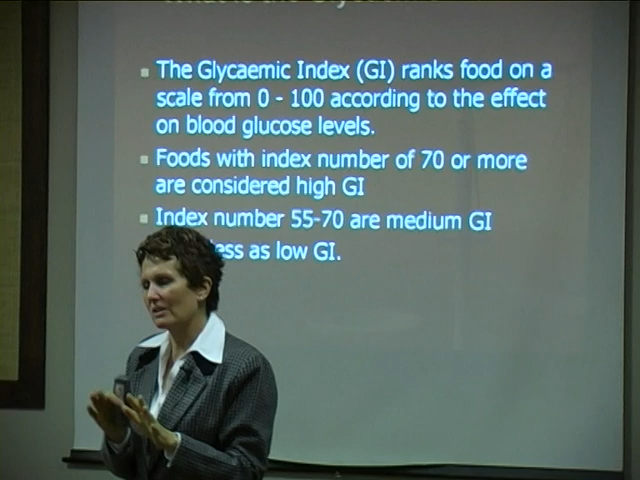 The Glycaemic Index (GI) ranks food on a
scale from 0 - 100 according to the effect
on blood glucose levels.
Foods with index number of 70 or more
are considered high GI
Index number 55-70 are medium GI
less as low GI.